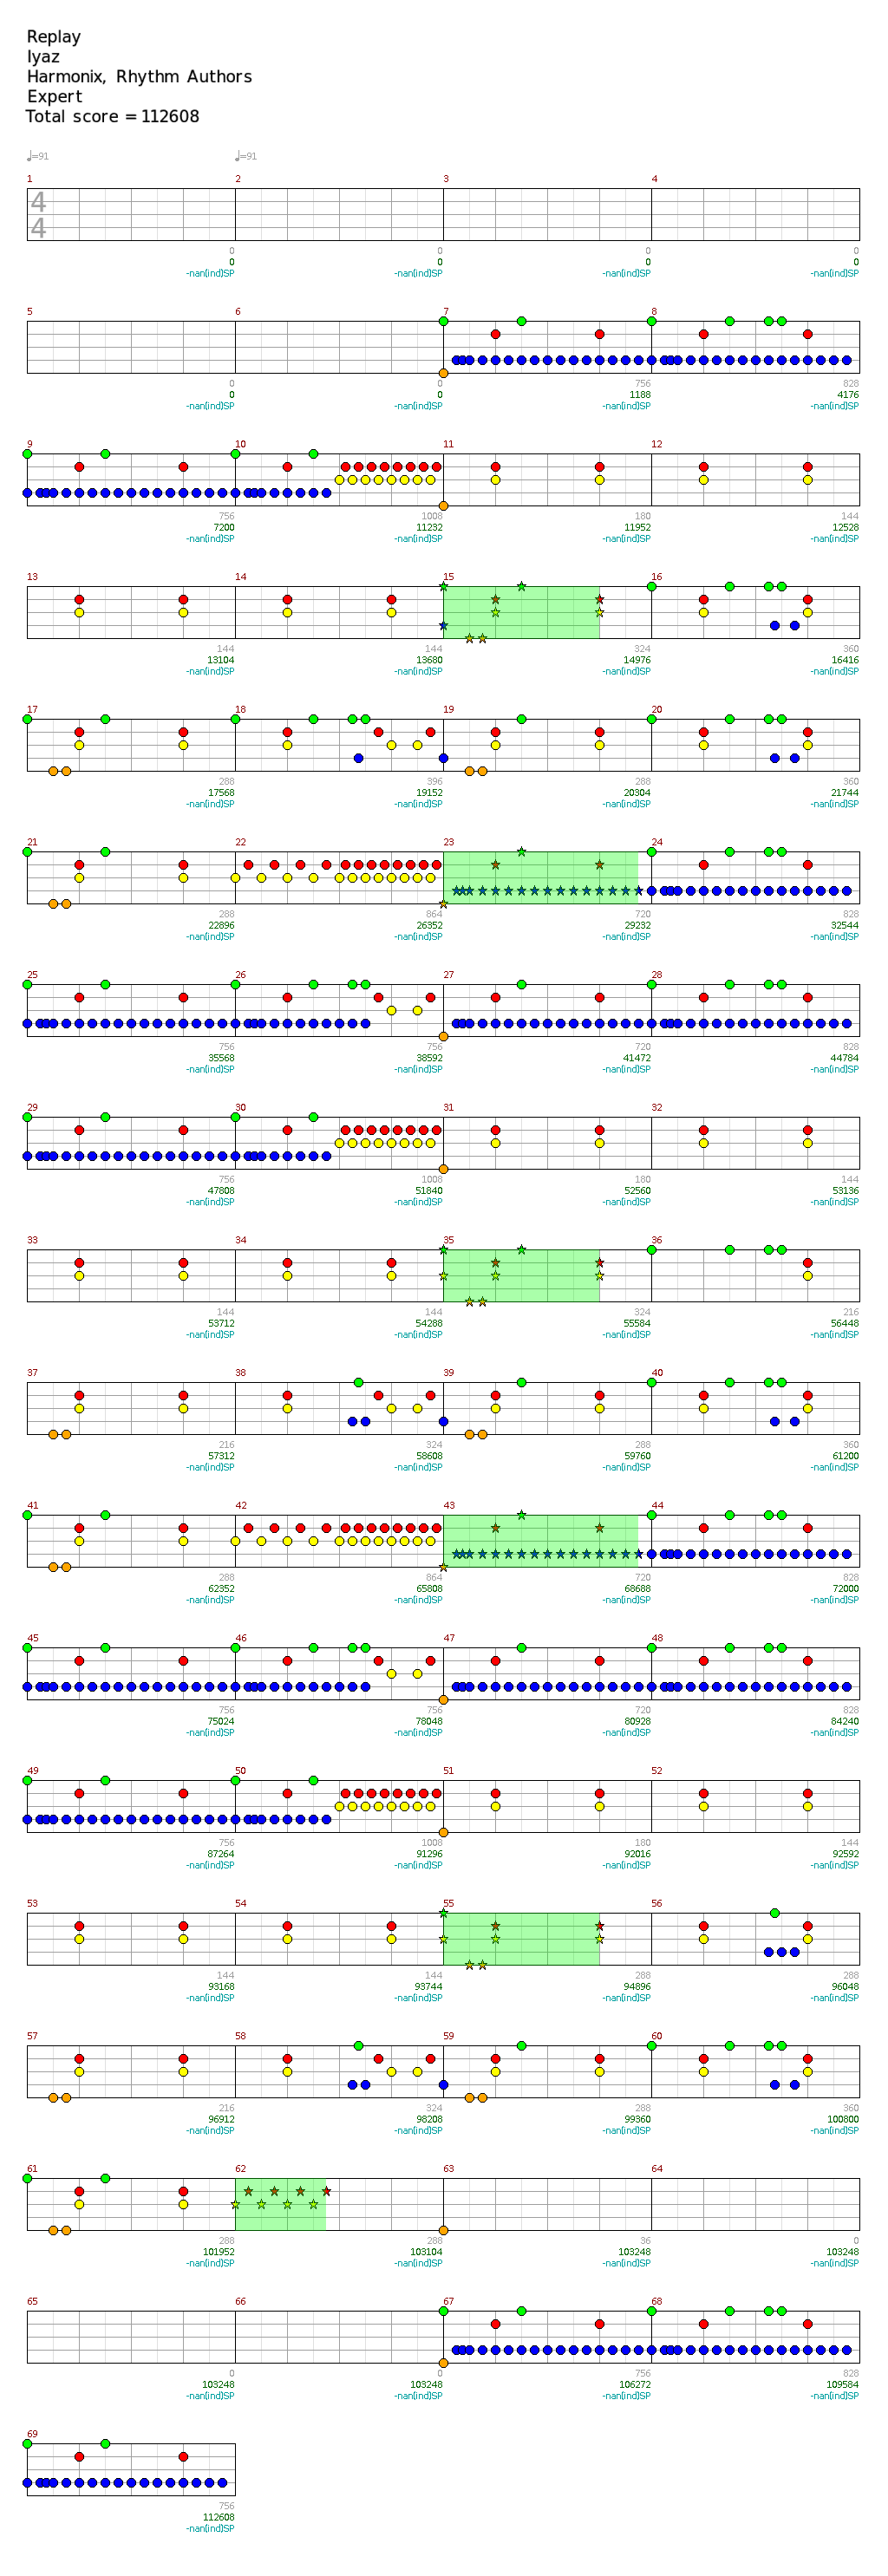 Replay
Iyaz
Harmonix, Rhythm Authors
Expert
Total score = 112608
♩=91 ♩=91
1 2 3 4
4
4
0 0 0 0
0 0 0 0
-nan(ind)SP -nan(ind)SP -nan(ind)SP -nan(ind)SP
5 6 7 8
0 0 756 828
0 0 1188 4176
-nan(ind)SP -nan(ind)SP -nan(ind)SP -nan(ind)SP
9 10 11 12
756 1008 180 144
7200 11232 11952 12528
-nan(ind)SP -nan(ind)SP -nan(ind)SP -nan(ind)SP
13 14 15 16
144 144 324 360
13104 13680 14976 16416
-nan(ind)SP -nan(ind)SP -nan(ind)SP -nan(ind)SP
17 18 19 20
288 396 288 360
17568 19152 20304 21744
-nan(ind)SP -nan(ind)SP -nan(ind)SP -nan(ind)SP
21 22 23 24
288 864 720 828
22896 26352 29232 32544
-nan(ind)SP -nan(ind)SP -nan(ind)SP -nan(ind)SP
25 26 27 28
756 756 720 828
35568 38592 41472 44784
-nan(ind)SP -nan(ind)SP -nan(ind)SP -nan(ind)SP
29 30 31 32
756 1008 180 144
47808 51840 52560 53136
-nan(ind)SP -nan(ind)SP -nan(ind)SP -nan(ind)SP
33 34 35 36
144 144 324 216
53712 54288 55584 56448
-nan(ind)SP -nan(ind)SP -nan(ind)SP -nan(ind)SP
37 38 39 40
216 324 288 360
57312 58608 59760 61200
-nan(ind)SP -nan(ind)SP -nan(ind)SP -nan(ind)SP
41 42 43 44
288 864 720 828
62352 65808 68688 72000
-nan(ind)SP -nan(ind)SP -nan(ind)SP -nan(ind)SP
45 46 47 48
756 756 720 828
75024 78048 80928 84240
-nan(ind)SP -nan(ind)SP -nan(ind)SP -nan(ind)SP
49 50 51 52
756 1008 180 144
87264 91296 92016 92592
-nan(ind)SP -nan(ind)SP -nan(ind)SP -nan(ind)SP
53 54 55 56
144 144 288 288
93168 93744 94896 96048
-nan(ind)SP -nan(ind)SP -nan(ind)SP -nan(ind)SP
57 58 59 60
216 324 288 360
96912 98208 99360 100800
-nan(ind)SP -nan(ind)SP -nan(ind)SP -nan(ind)SP
61 62 63 64
288 288 36 0
101952 103104 103248 103248
-nan(ind)SP -nan(ind)SP -nan(ind)SP -nan(ind)SP
65 66 67 68
0 0 756 828
103248 103248 106272 109584
-nan(ind)SP -nan(ind)SP -nan(ind)SP -nan(ind)SP
69
756
112608
-nan(ind)SP